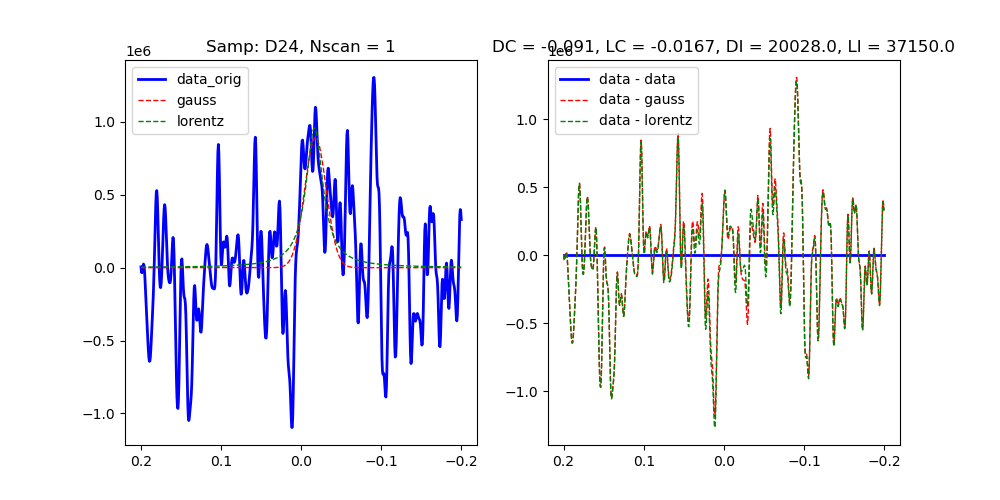 Samp: D24, Nscan = 1
1e6
data_orig
gauss
lorentz
1.0
0.5
0.0
−0.5
−1.0
0.2
0.1
0.0
−0.1
−0.2
DC = -0.091, LC = -0.0167, DI = 20028.0, LI = 37150.0
1e6
data - data
data - gauss
data - lorentz
1.0
0.5
0.0
−0.5
−1.0
0.2
0.1
0.0
−0.1
−0.2